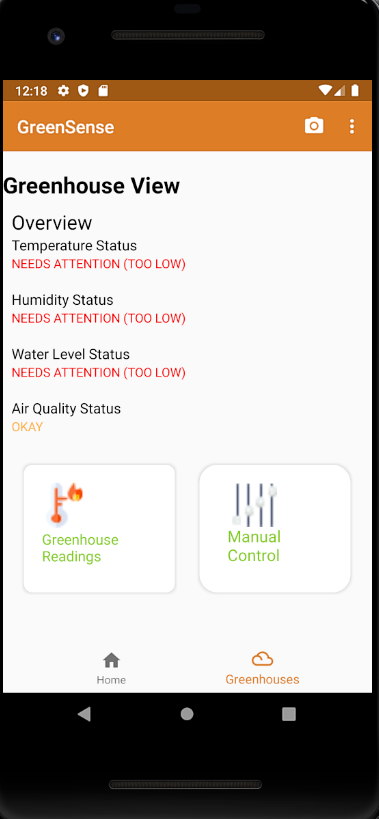 12:18
GreenSense
Greenhouse View
Overview
Temperature Status
NEEDS ATTENTION (TOO LOW)
Humidity Status
NEEDS ATTENTION (TOO LOW)
Water Level Status
NEEDS ATTENTION (TOO LOW)
Air Quality Status
OKAY
Greenhouse
Readings
Manual
Control
Home
Greenhouses